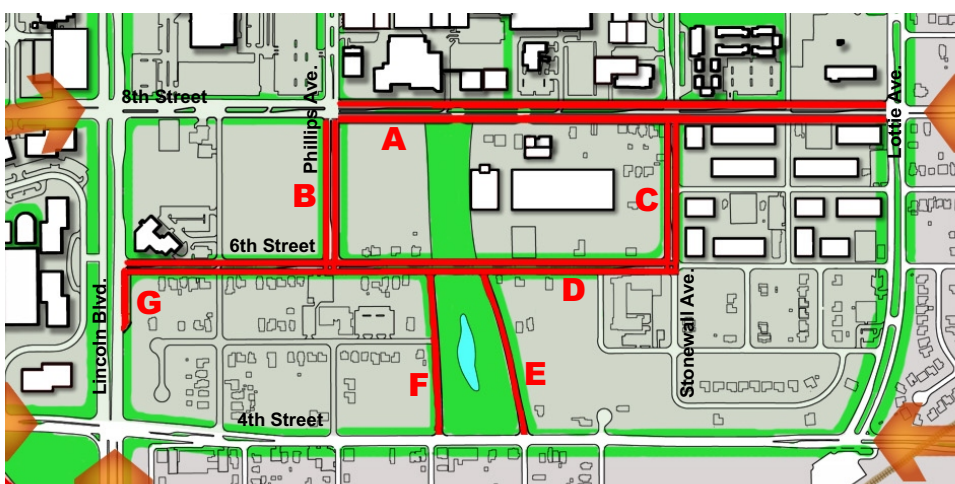 8th Street
Phillips Ave.
Lottie Ave.
A
B
C
6th Street
D
G
Lincoln Blvd.
Stonewall Ave.
F
E
4th Street